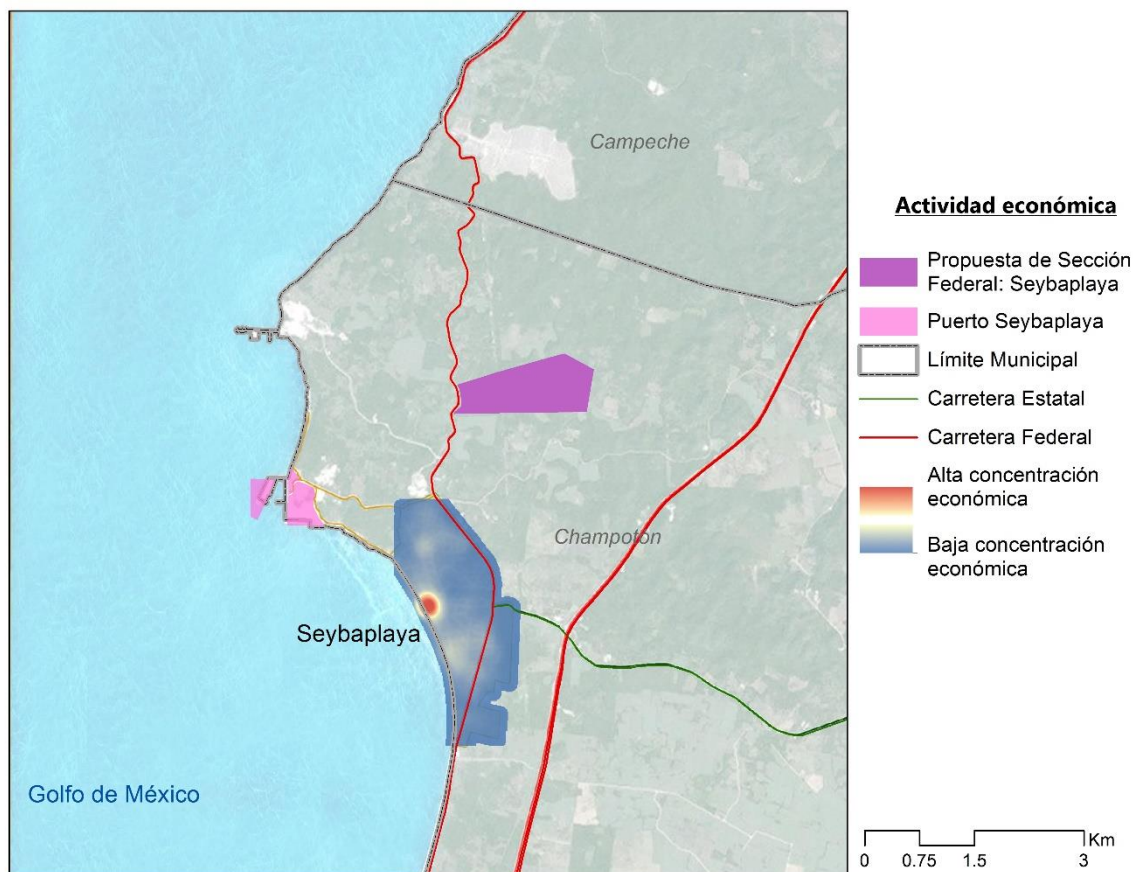 Campeche
Champotón
Seybaplaya
Golfo de México
Actividad económica
Propuesta de Sección
Federal: Seybaplaya
Puerto Seybaplaya
Límite Municipal
Carretera Estatal
Carretera Federal
Alta concentración
económica
Baja concentración
económica
Km
0 0.75 1.5 3